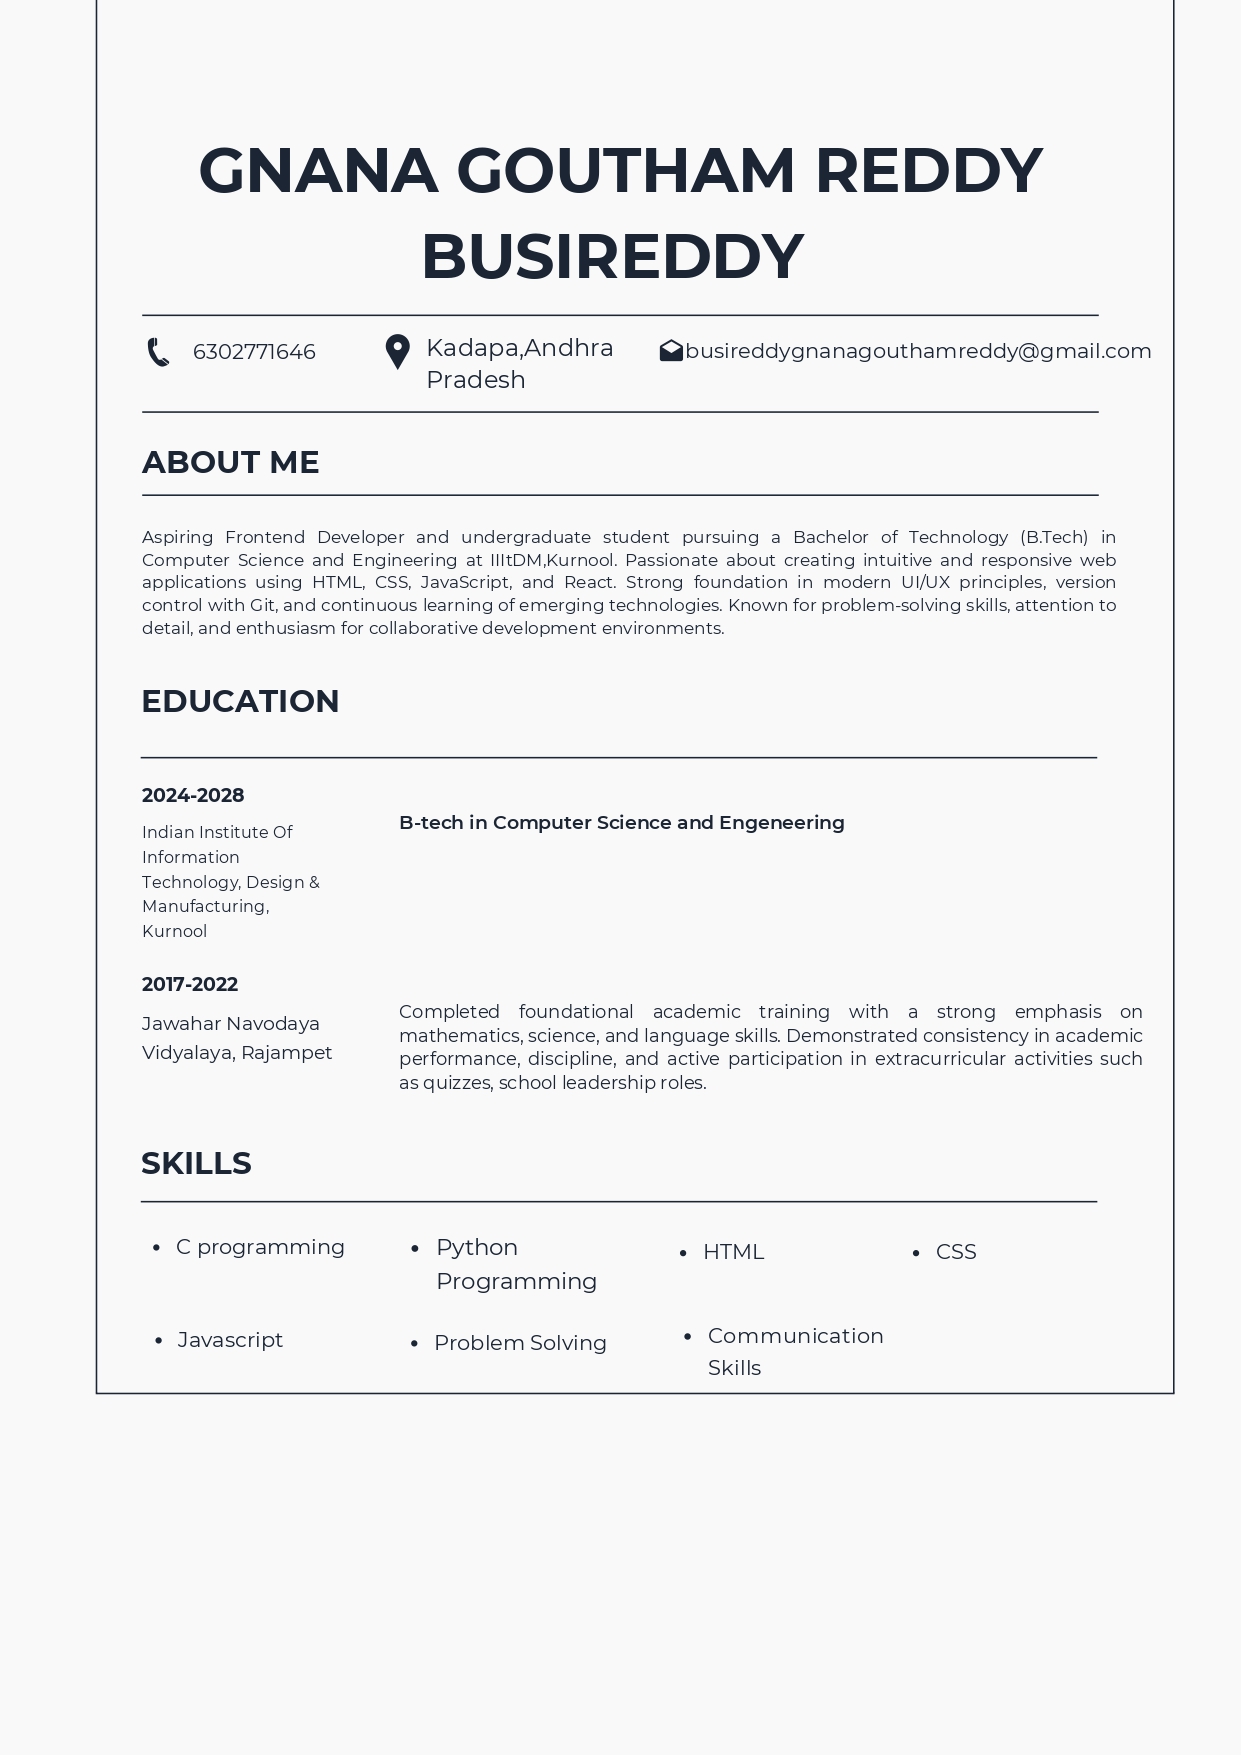 GNANA GOUTHAM REDDY
BUSIREDDY
6302771646
Kadapa,Andhra
Pradesh
busireddygnanagouthamreddy@gmail.com
ABOUT ME
Aspiring Frontend Developer and undergraduate student pursuing a Bachelor of Technology (B.Tech) in
Computer Science and Engineering at IIItDM,Kurnool. Passionate about creating intuitive and responsive web
applications using HTML, CSS, JavaScript, and React. Strong foundation in modern UI/UX principles, version
control with Git, and continuous learning of emerging technologies. Known for problem-solving skills, attention to
detail, and enthusiasm for collaborative development environments.
EDUCATION
2024-2028
Indian Institute Of
Information
Technology, Design &
Manufacturing,
Kurnool
B-tech in Computer Science and Engeneering
2017-2022
Jawahar Navodaya
Vidyalaya, Rajampet
Completed foundational academic training with a strong emphasis on
mathematics, science, and language skills. Demonstrated consistency in academic
performance, discipline, and active participation in extracurricular activities such
as quizzes, school leadership roles.
SKILLS
• C programming
• Python
Programming
• HTML
• CSS
• Javascript
• Problem Solving
• Communication
Skills